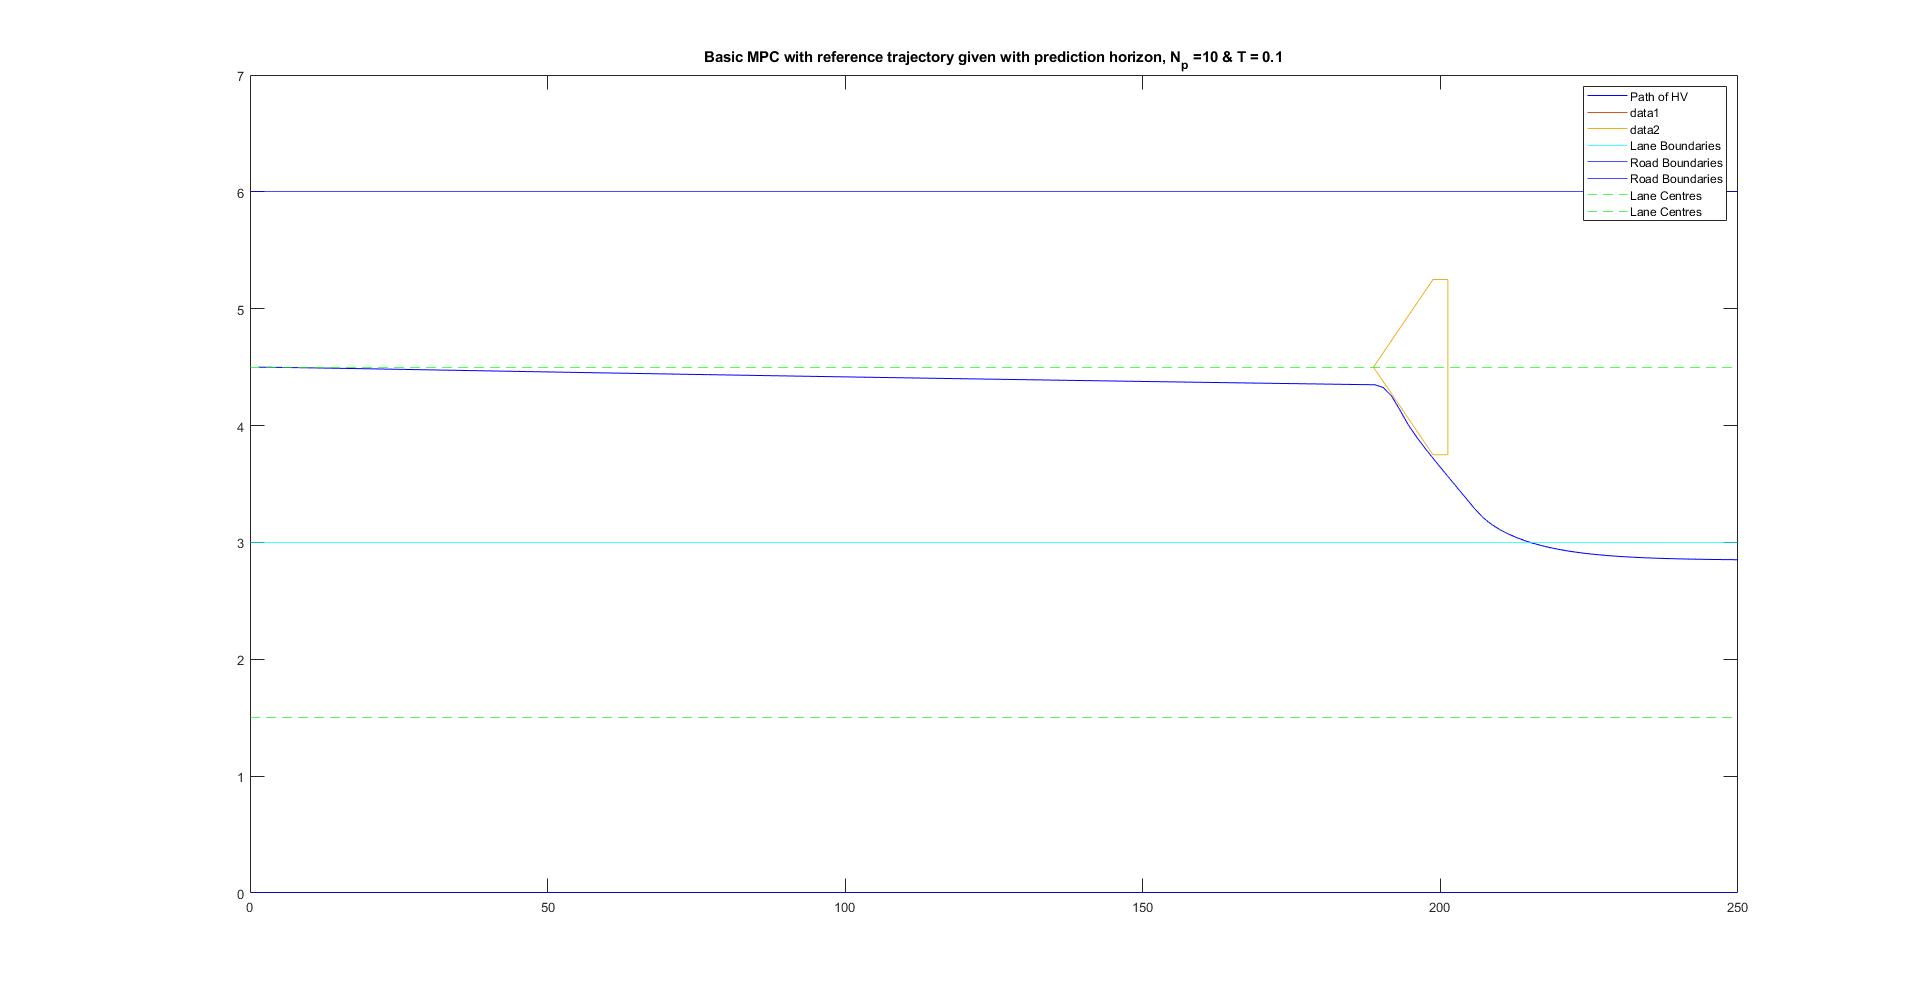 Basic MPC with reference trajectory given with prediction horizon, Np =10 & T = 0.1
7
6
5
4
3
2
1
0
0 50 100 150 200 250
Path of HV
data1
data2
Lane Boundaries
Road Boundaries
Road Boundaries
Lane Centres
Lane Centres